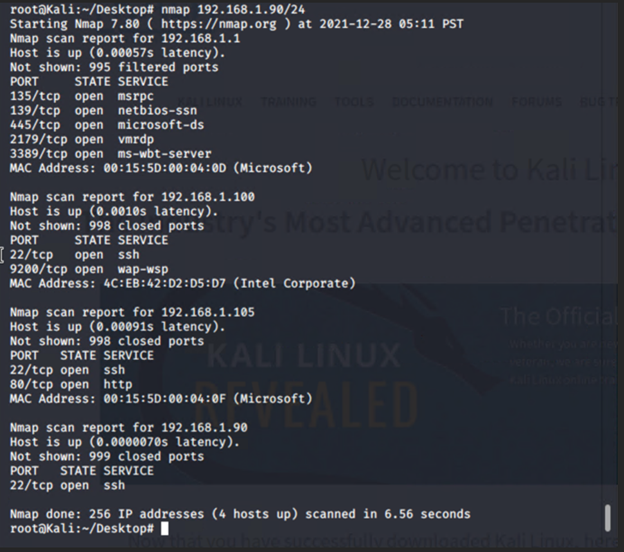 root@Kali:~/Desktop# nmap 192.168.1.90/24
Starting Nmap 7.80 ( https://nmap.org ) at 2021-12-28 05:11 PST
Nmap scan report for 192.168.1.1
Host is up (0.00057s latency).
Not shown: 995 filtered ports
PORT STATE SERVICE
135/tcp open msrpc
139/tcp open netbios-ssn
445/tcp open microsoft-ds
2179/tcp open vmrdp
3389/tcp open ms-wbt-server
MAC Address: 00:15:5D:00:04:0D (Microsoft)
Nmap scan report for 192.168.1.100
Host is up (0.0010s latency).
Not shown: 998 closed ports
PORT STATE SERVICE
22/tcp open ssh
9200/tcp open wap-wsp
MAC Address: 4C:EB:42:D2:D5:D7 (Intel Corporate)
Nmap scan report for 192.168.1.105
Host is up (0.00091s latency).
Not shown: 998 closed ports
PORT STATE SERVICE
22/tcp open ssh
80/tcp open http
MAC Address: 00:15:5D:00:04:0F (Microsoft)
Nmap scan report for 192.168.1.90
Host is up (0.0000070s latency).
Not shown: 999 closed ports
PORT STATE SERVICE
22/tcp open ssh
Nmap done: 256 IP addresses (4 hosts up) scanned in 6.56 seconds
root@Kali:~/Desktop#
KALI LINUX TRAINING TOOLS DOCUMENTATION FORUMS BUG
Welcome to Kali Lin
stry's Most Advanced Penetrat
The Official
KALI LINUX
REVEALED
Now that you have successfully downloaded Kali Linux, here